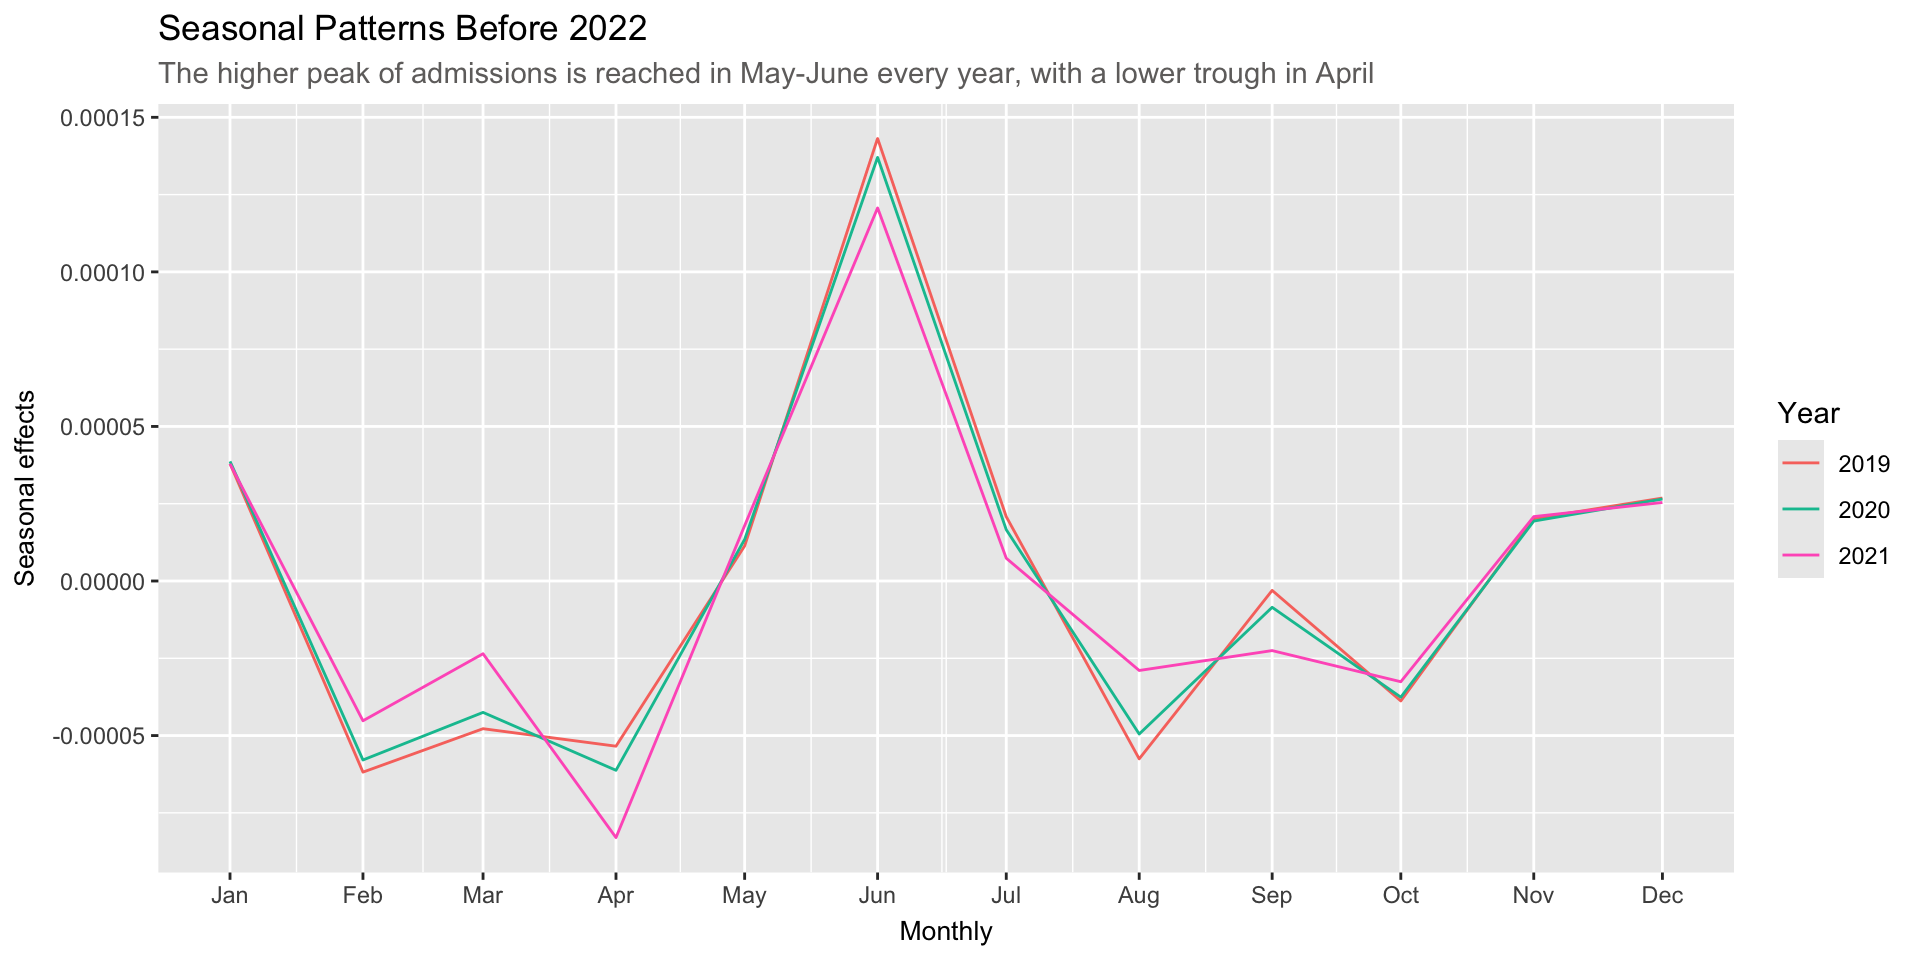 Seasonal Patterns Before 2022
The higher peak of admissions is reached in May-June every year, with a lower trough in April
0.00015
0.00010
0.00005
0.00000
-0.00005
Seasonal effects
Jan Feb Mar Apr May Jun Jul Aug Sep Oct Nov Dec
Monthly
Year
2019
2020
2021